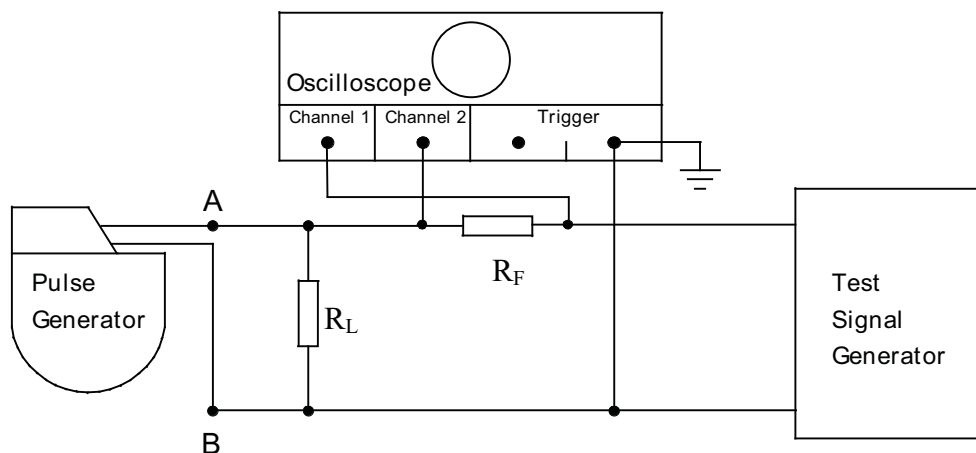 Oscilloscope
Channel 1
Channel 2
Trigger
A
R_F
Pulse
Generator
R_L
Test
Signal
Generator
B